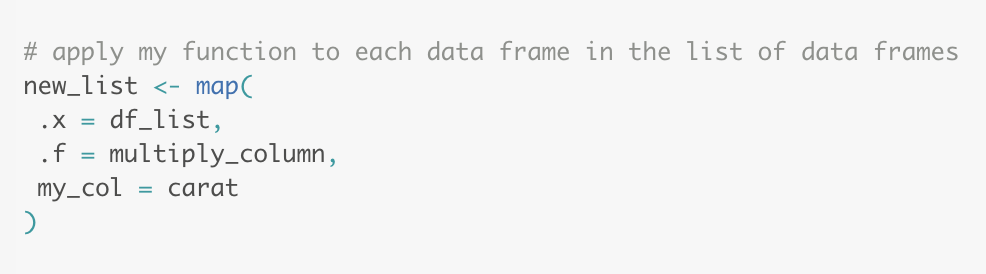 # apply my function to each data frame in the list of data frames
new_list <- map(
 .x = df_list,
 .f = multiply_column,
 my_col = carat
)